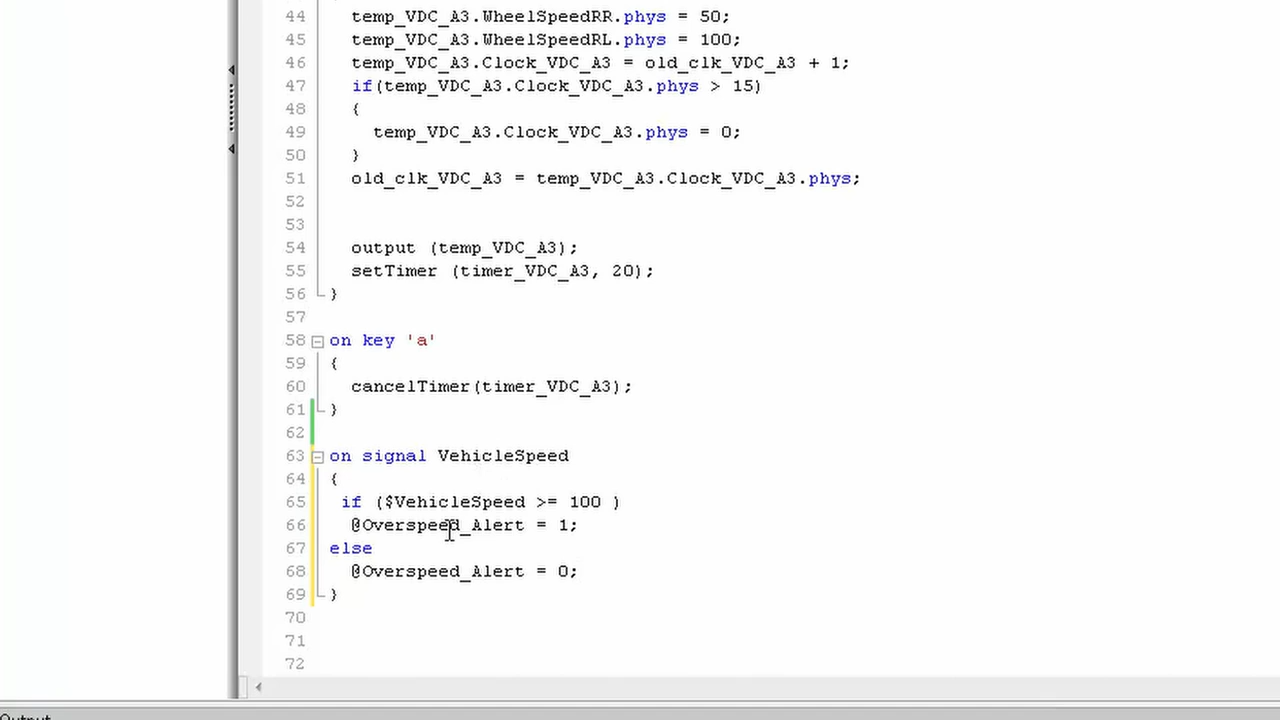 44 temp_VDC_A3.WheelSpeedRR.phys = 50;
45 temp_VDC_A3.WheelSpeedRL.phys = 100;
46 temp_VDC_A3.Clock_VDC_A3 = old_clk_VDC_A3 + 1;
47 if(temp_VDC_A3.Clock_VDC_A3.phys > 15)
48 {
49 temp_VDC_A3.Clock_VDC_A3.phys = 0;
50 }
51 old_clk_VDC_A3 = temp_VDC_A3.Clock_VDC_A3.phys;
52
53
54 output (temp_VDC_A3);
55 setTimer (timer_VDC_A3, 20);
56 }
57
58 on key 'a'
59 {
60 cancelTimer(timer_VDC_A3);
61 }
62
63 on signal VehicleSpeed
64 {
65 if ($VehicleSpeed >= 100 )
66 @Overspeed_Alert = 1;
67 else
68 @Overspeed_Alert = 0;
69 }
70
71
72
Output